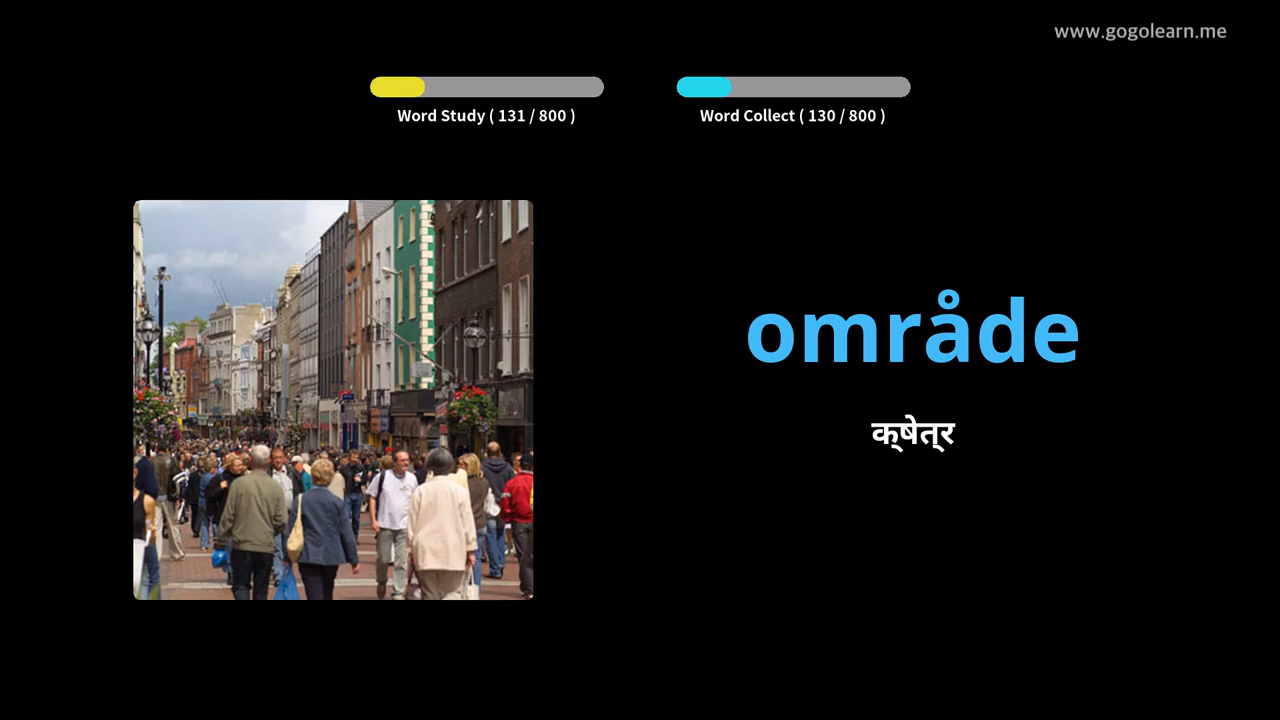 www.gogolearn.me
Word Study ( 131 / 800 )
Word Collect ( 130 / 800 )
område
क्षेत्र